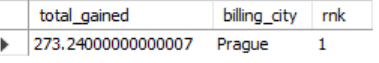 total_gained billing_city rnk
273.24000000000007 Prague 1